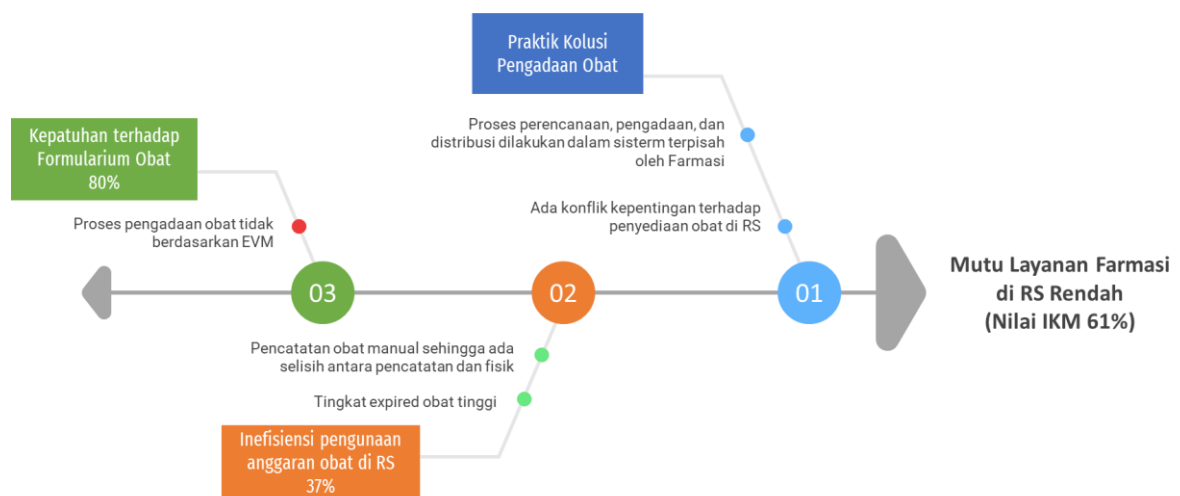 Praktik Kolusi
Pengadaan Obat
Proses perencanaan, pengadaan, dan
distribusi dilakukan dalam sisterm terpisah
oleh Farmasi
Ada konflik kepentingan terhadap
penyediaan obat di RS
Kepatuhan terhadap
Formularium Obat
80%
Proses pengadaan obat tidak
berdasarkan EVM
03
02
01
Mutu Layanan Farmasi
di RS Rendah
(Nilai IKM 61%)
Pencatatan obat manual sehingga ada
selisih antara pencatatan dan fisik
Tingkat expired obat tinggi
Inefisiensi pengunaan
anggaran obat di RS
37%